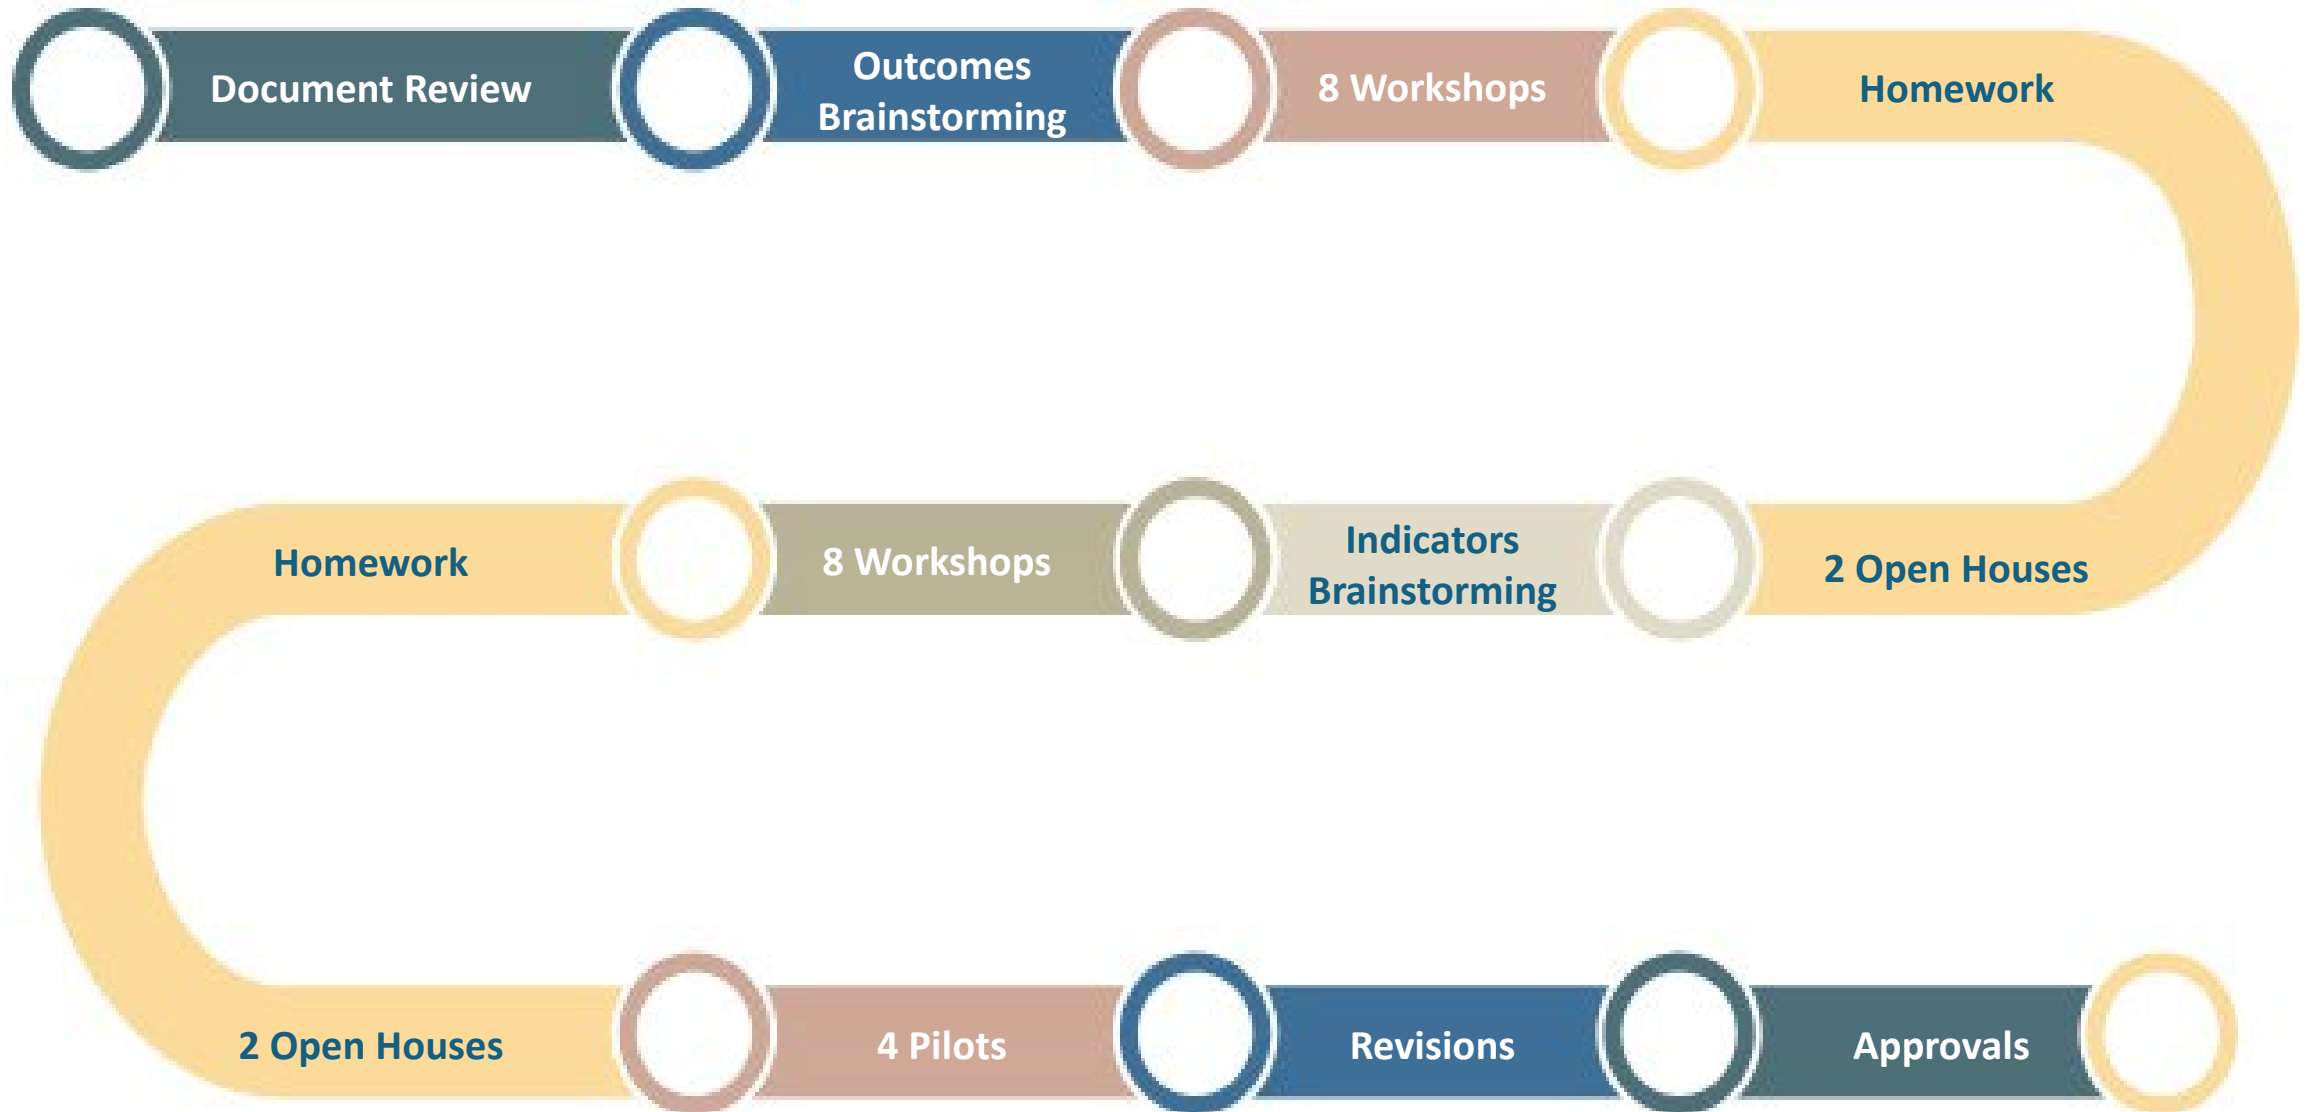 Document Review
Outcomes
Brainstorming
8 Workshops
Homework
2 Open Houses
Indicators
Brainstorming
8 Workshops
Homework
2 Open Houses
4 Pilots
Revisions
Approvals